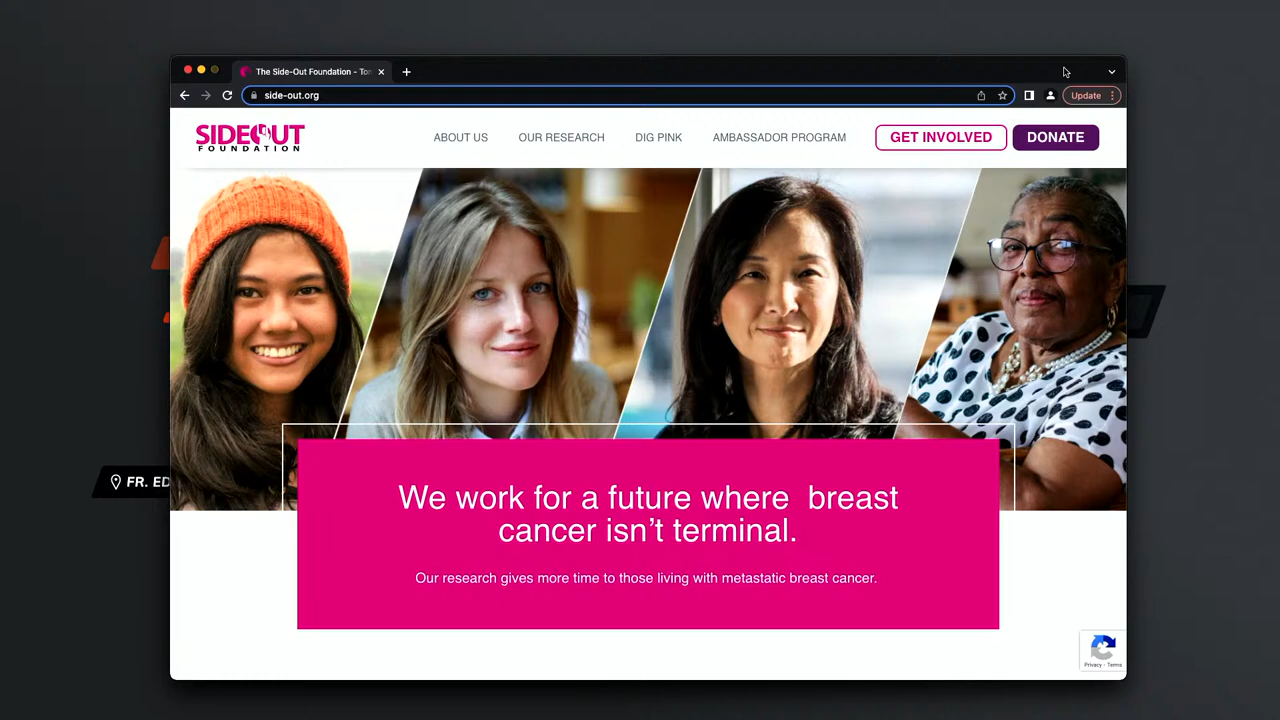 The Side-Out Foundation - Ton
side-out.org
Update
SIDEOUT
FOUNDATION
ABOUT US
OUR RESEARCH
DIG PINK
AMBASSADOR PROGRAM
GET INVOLVED
DONATE
FR. ED
We work for a future where breast
cancer isn’t terminal.
Our research gives more time to those living with metastatic breast cancer.
Privacy - Terms